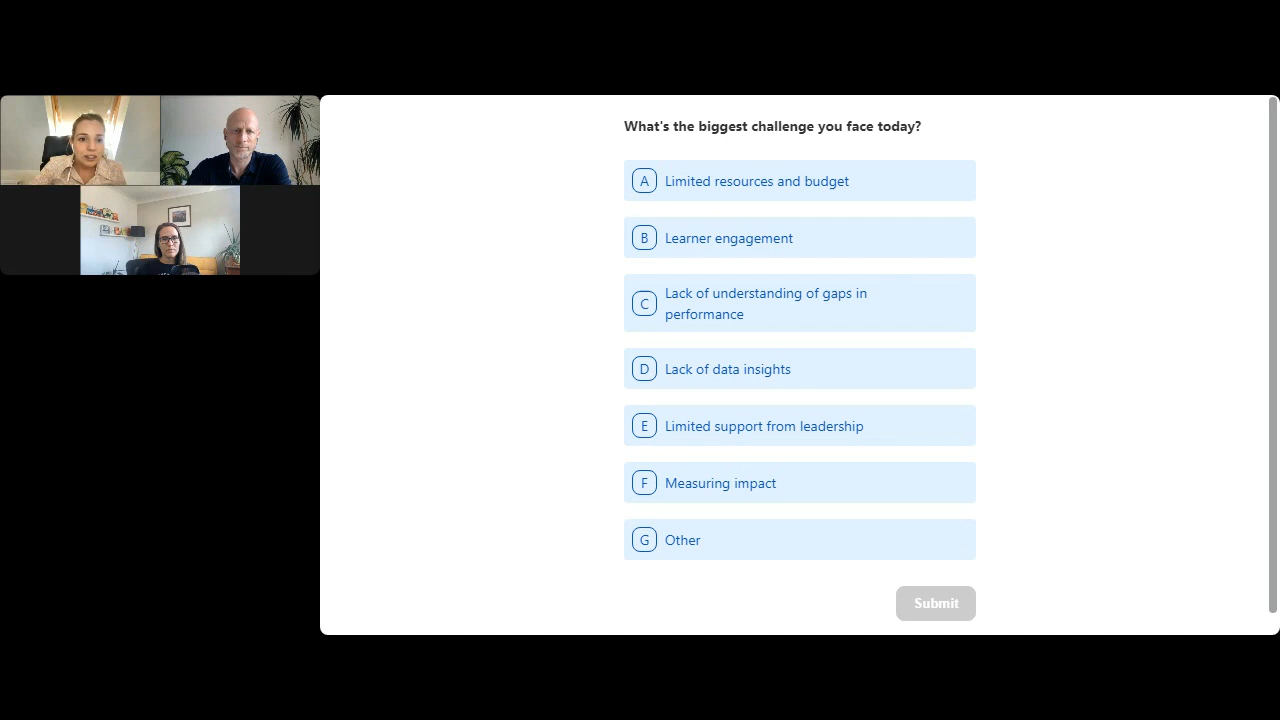 What's the biggest challenge you face today?
A Limited resources and budget
B Learner engagement
C Lack of understanding of gaps in
performance
D Lack of data insights
E Limited support from leadership
F Measuring impact
G Other
Submit